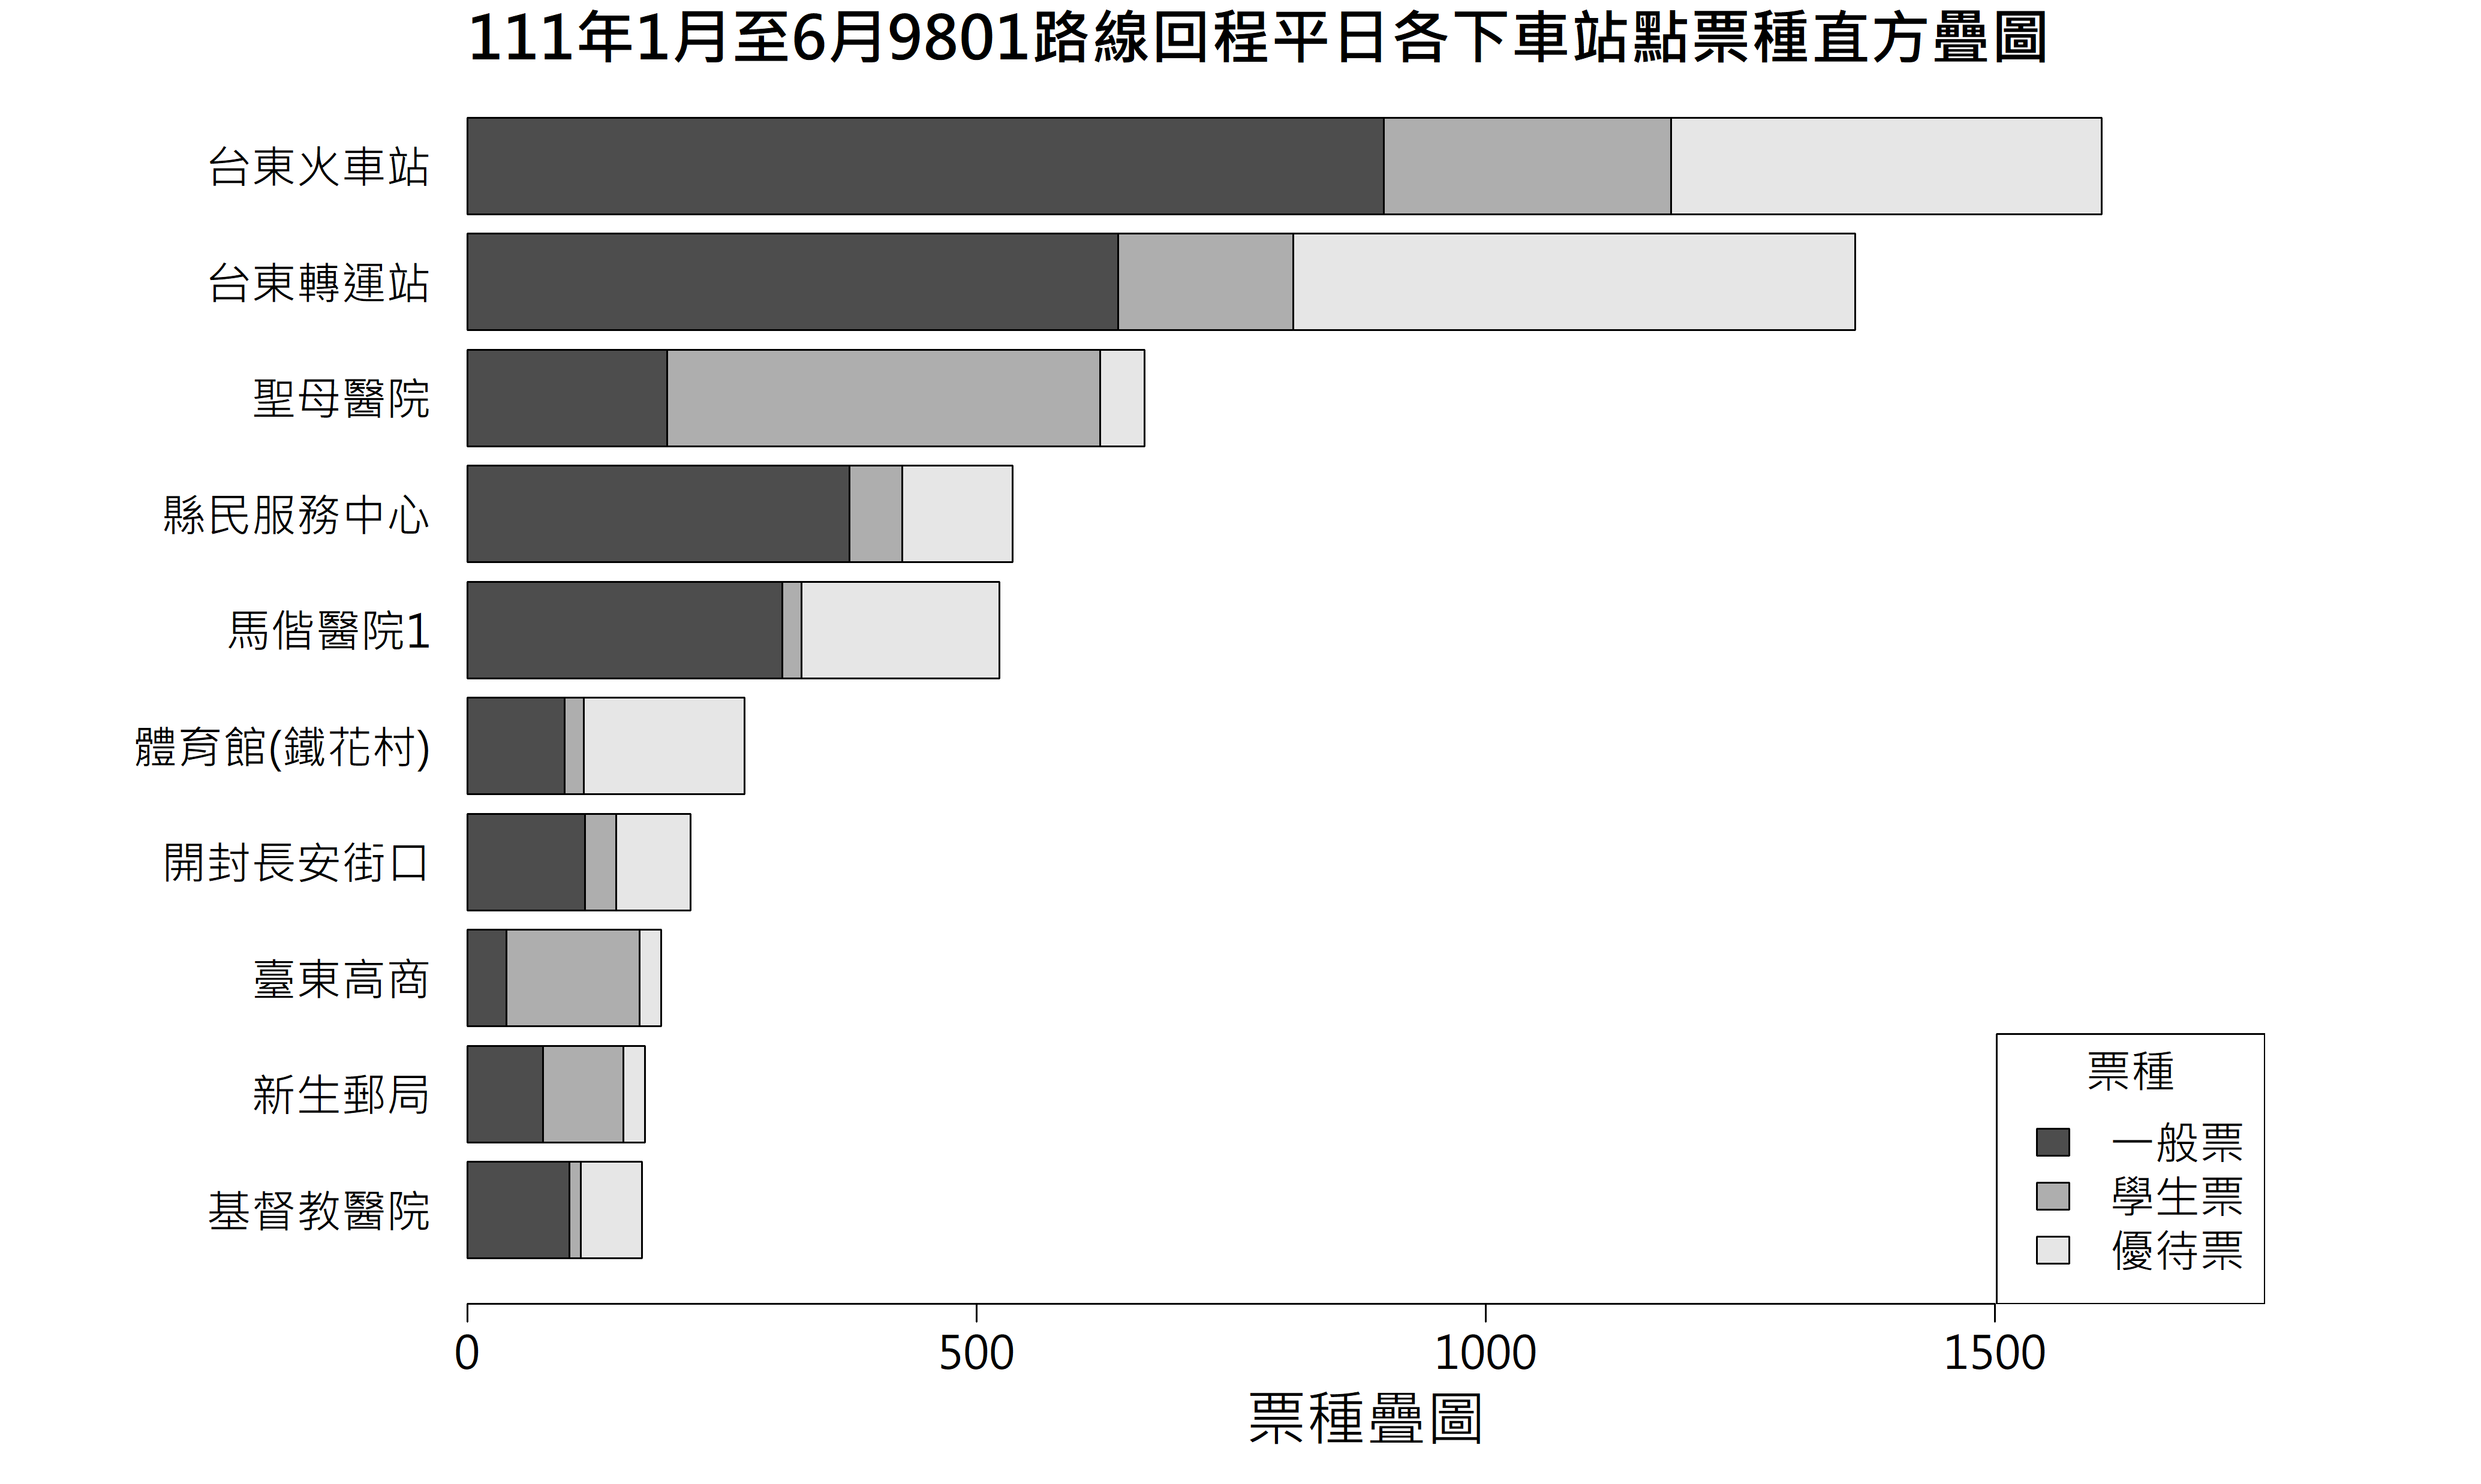 111年1月至6月9801路線回程平日各下車站點票種直方疊圖
台東火車站
台東轉運站
聖母醫院
縣民服務中心
馬偕醫院1
體育館(鐵花村)
開封長安街口
臺東高商
新生郵局
基督教醫院
票種
一般票
學生票
優待票
0 500 1000 1500
票種疊圖